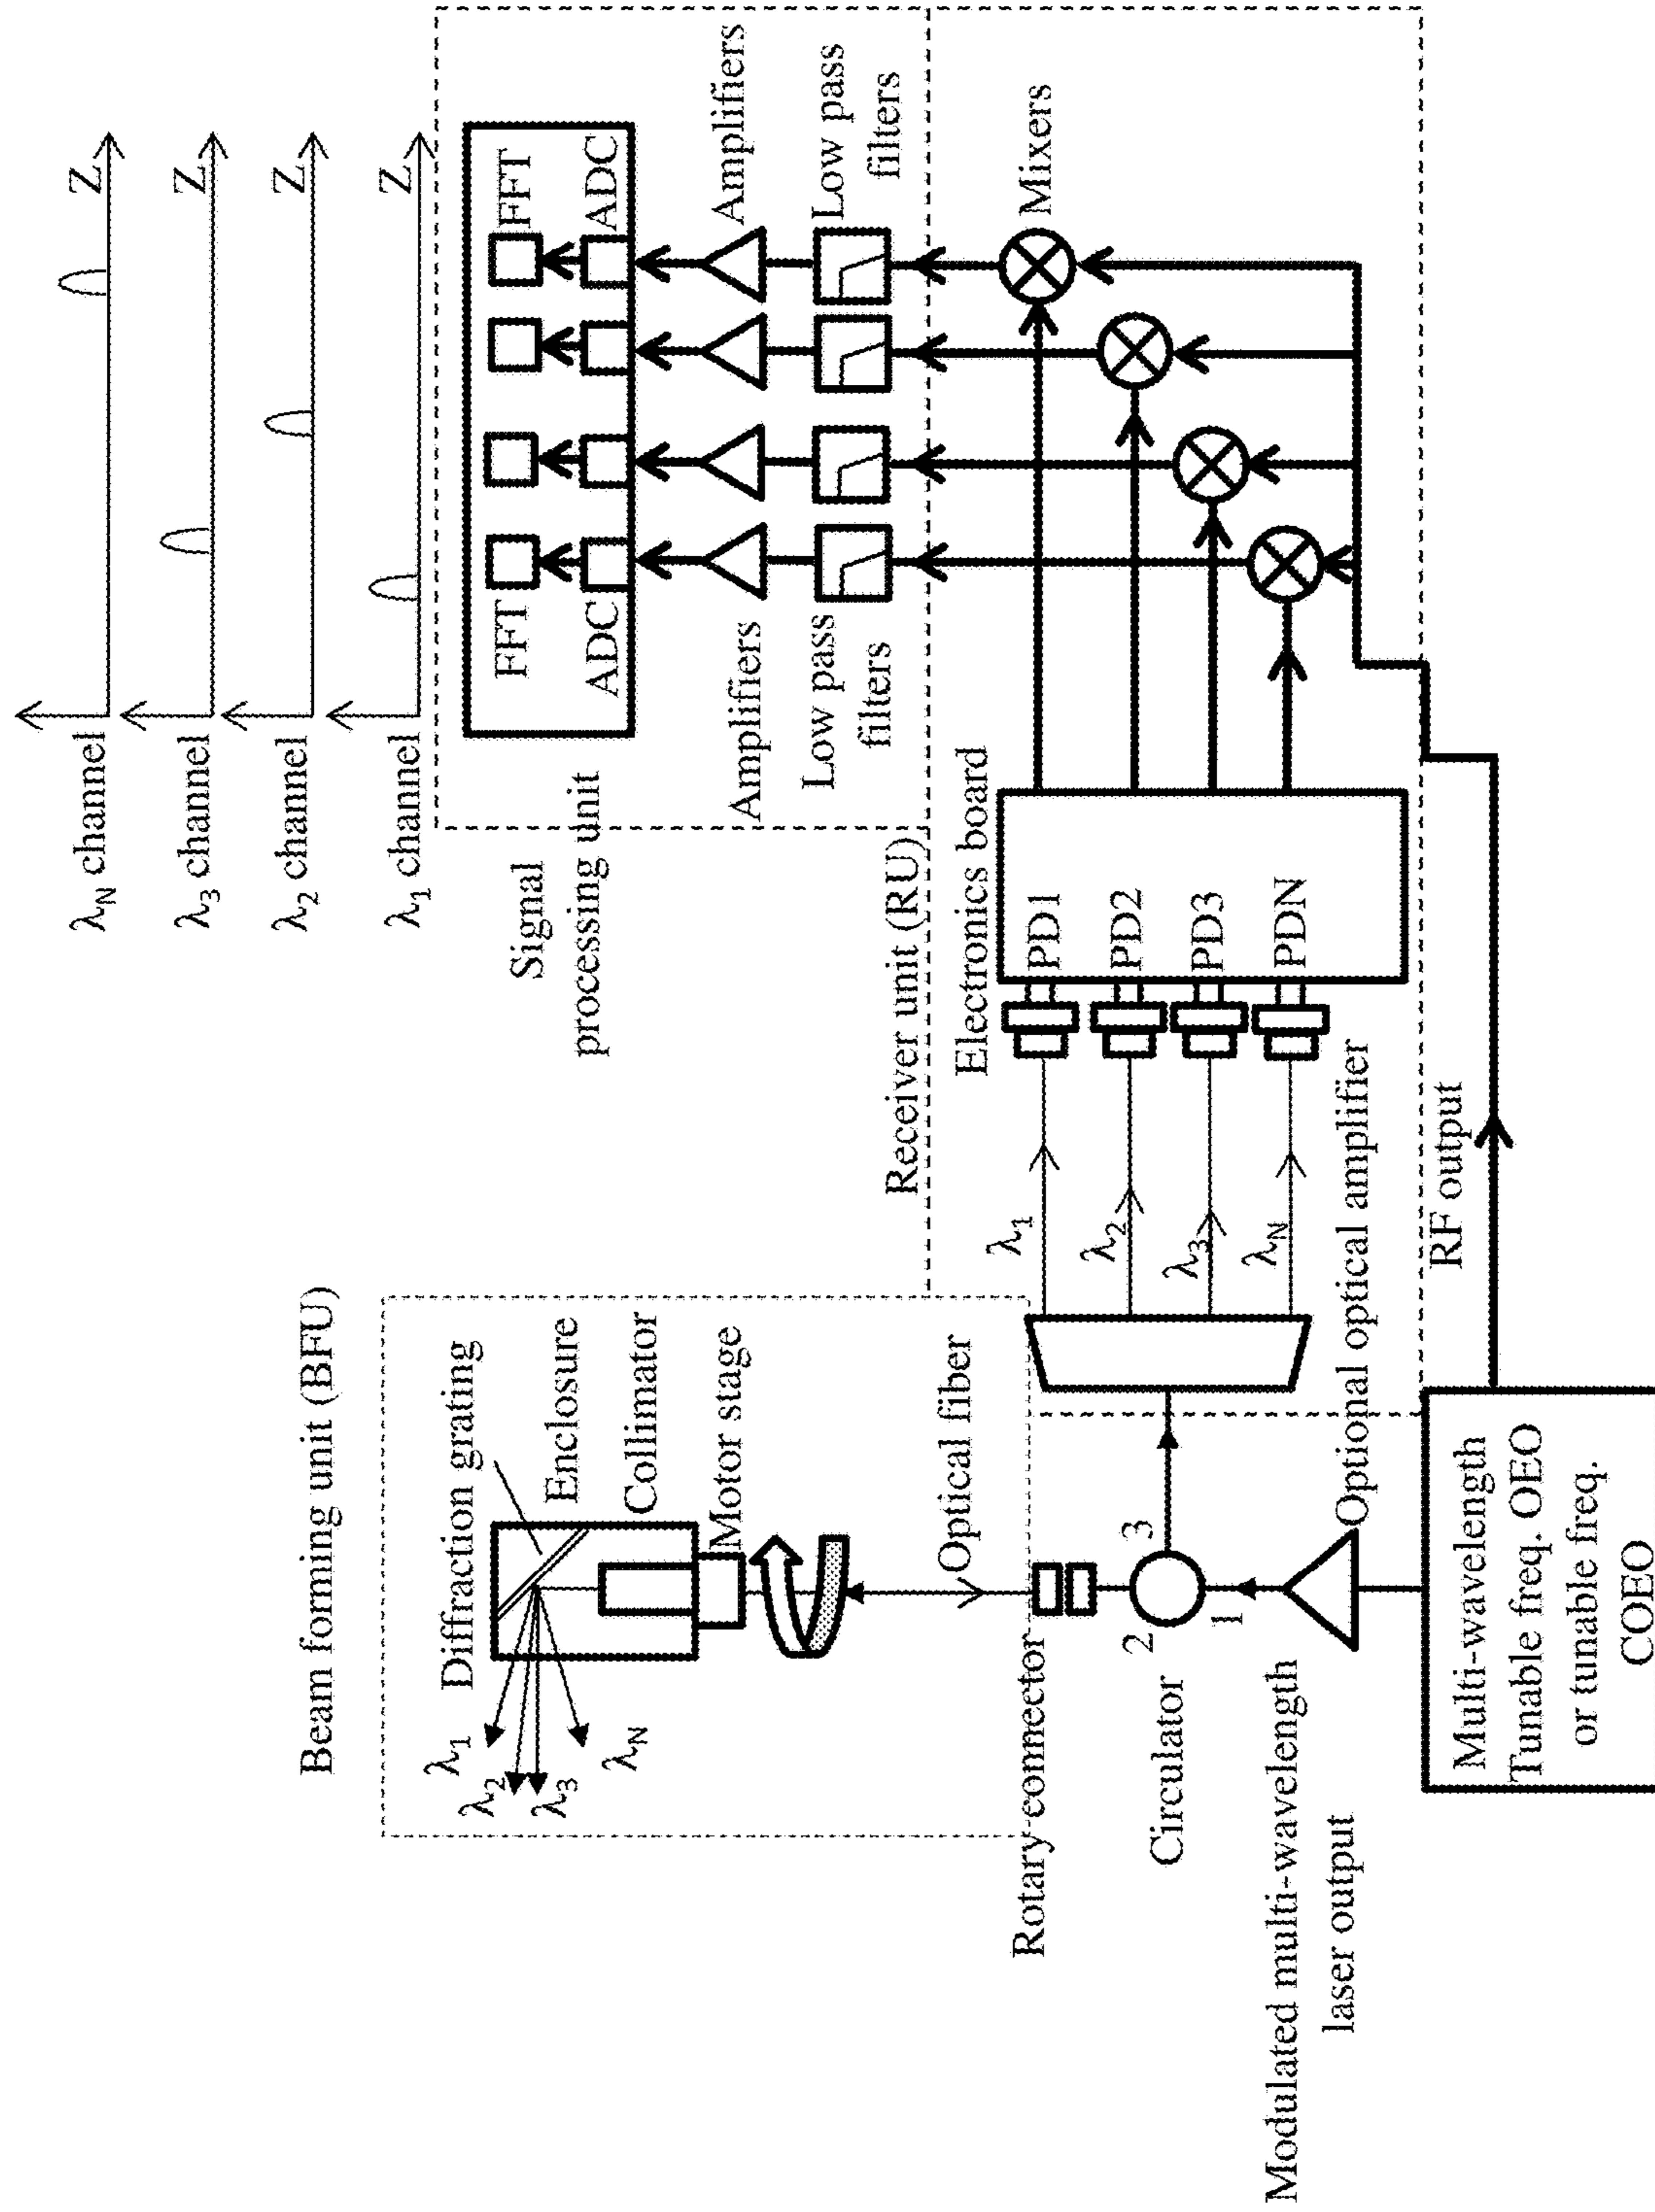 λN channel
Z
λ3 channel
Z
λ2 channel
Z
λ1 channel
Z
Signal
processing unit
FFT
FFT
ADC
ADC
Amplifiers
Amplifiers
Low pass
filters
Low pass
filters
Mixers
Receiver unit (RU)
Electronics board
PD1
PD2
PD3
PDN
λ1
λ2
λ3
λN
Beam forming unit (BFU)
Diffraction grating
Enclosure
Collimator
Motor stage
Optical fiber
λ1
λ2
λ3
λN
Rotary connector
Circulator
2
3
1
Optional optical amplifier
Modulated multi-wavelength
laser output
RF output
Multi-wavelength
Tunable freq. OEO
or tunable freq.
COEO